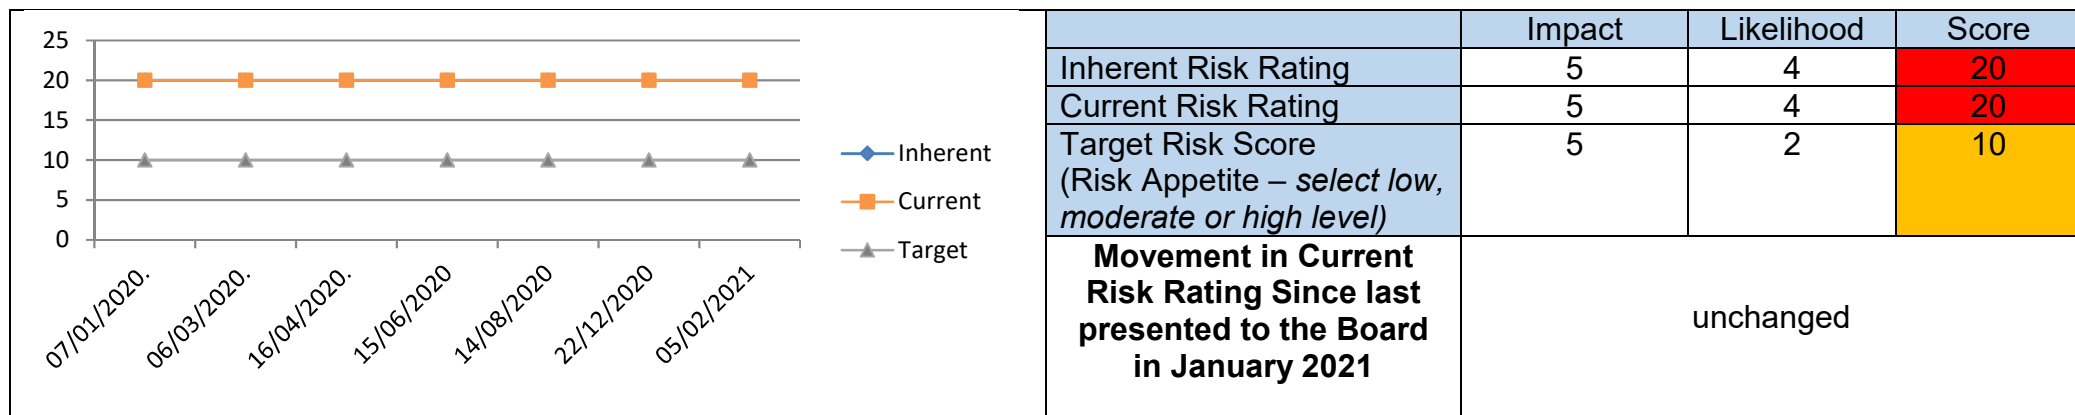 25
20
15
10
5
0
07/01/2020.
06/03/2020.
16/04/2020.
15/06/2020
14/08/2020
22/12/2020
05/02/2021
Inherent
Current
Target
Impact Likelihood Score
Inherent Risk Rating 5 4 20
Current Risk Rating 5 4 20
Target Risk Score 5 2 10
(Risk Appetite – select low,
moderate or high level)
Movement in Current
Risk Rating Since last
presented to the Board
in January 2021
unchanged